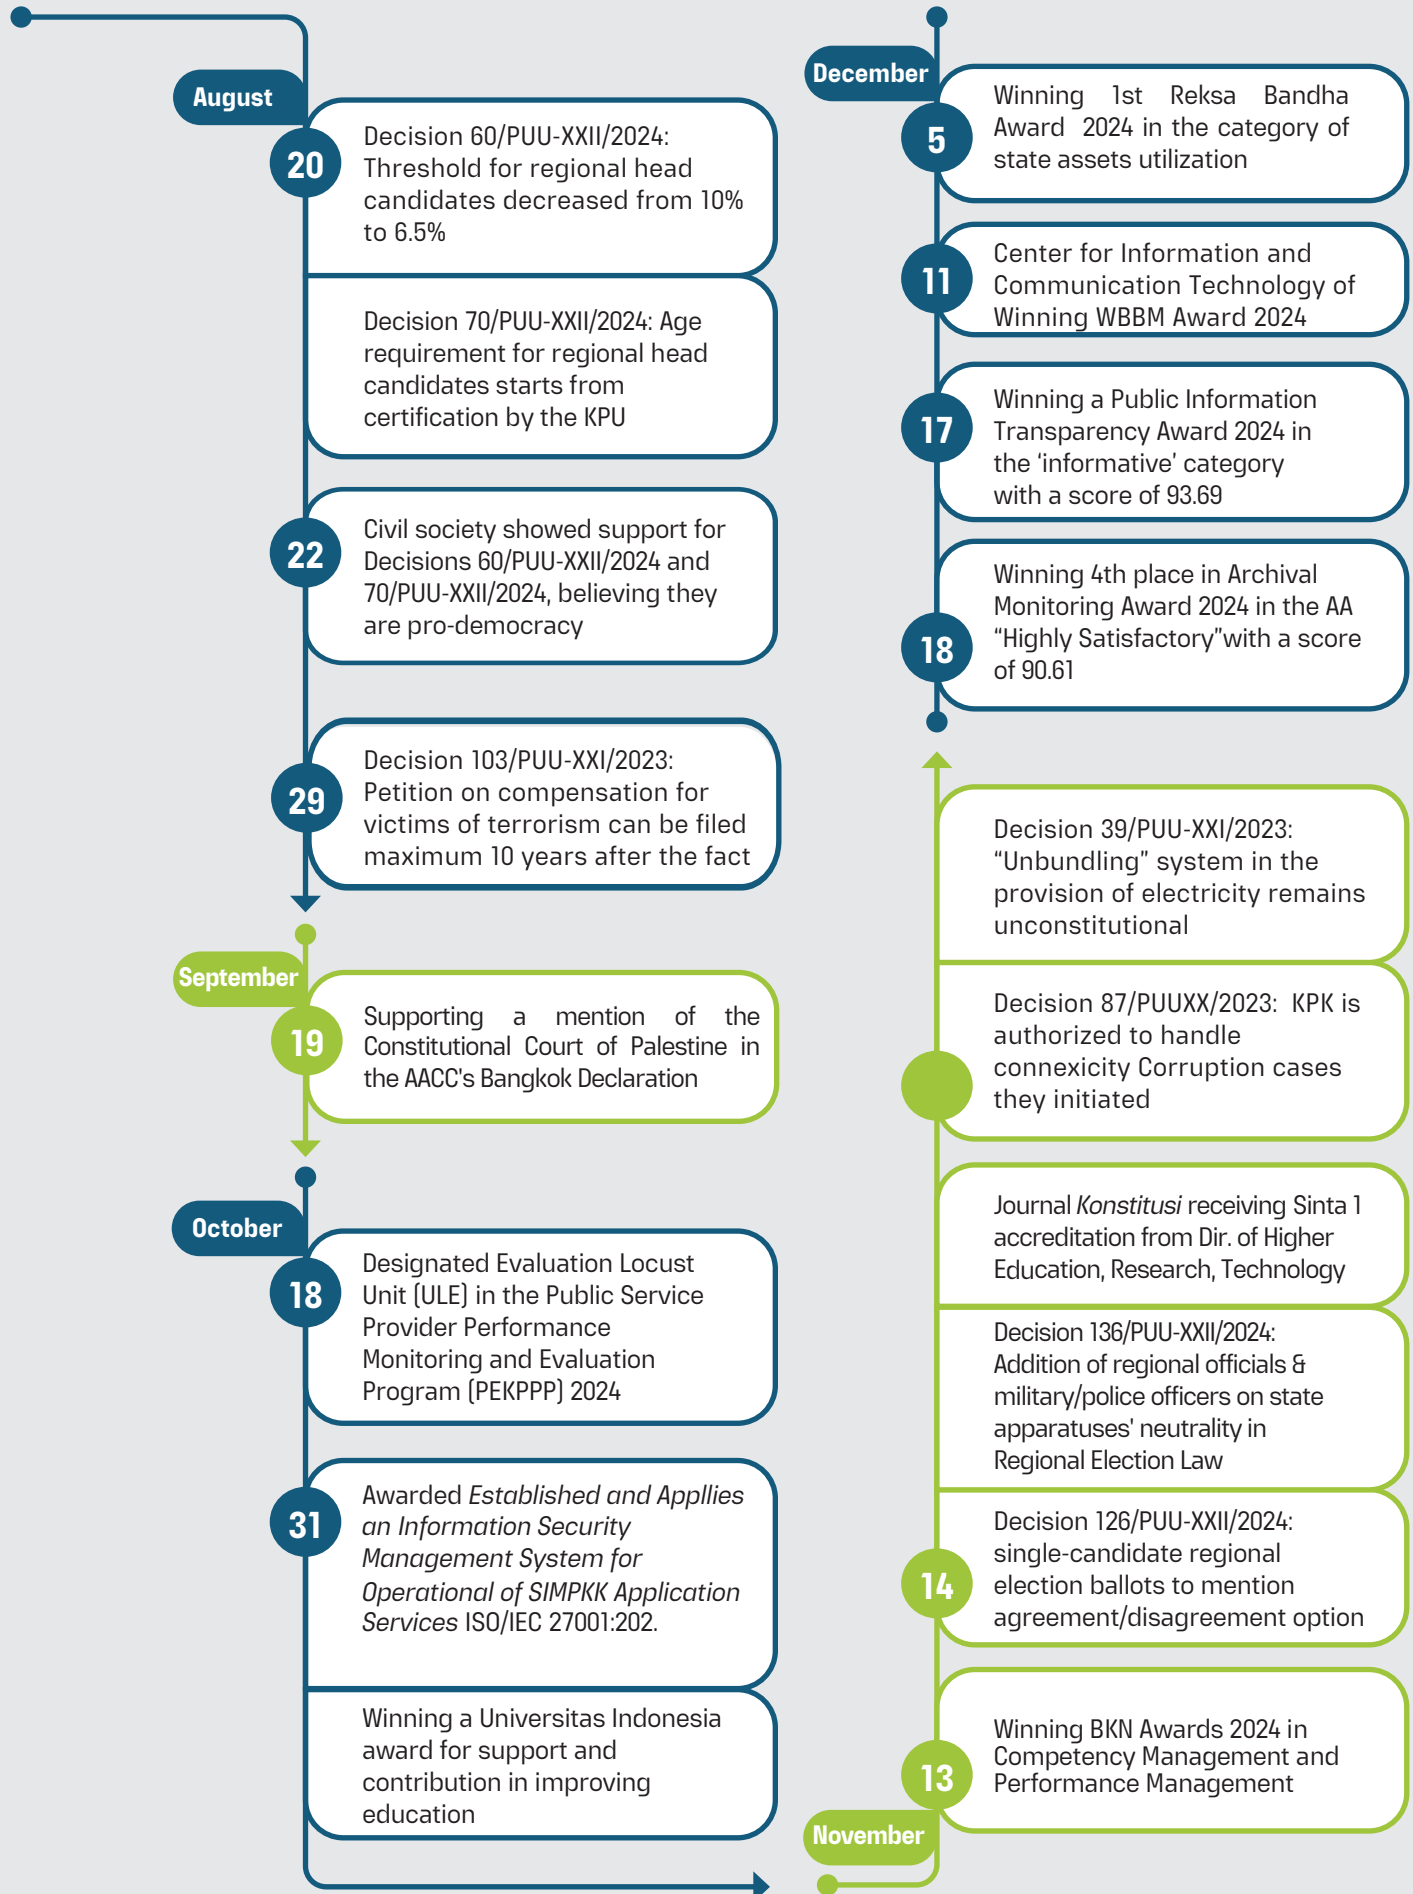 August
20
Decision 60/PUU-XXII/2024:
Threshold for regional head
candidates decreased from 10%
to 6.5%
Decision 70/PUU-XXII/2024: Age
requirement for regional head
candidates starts from
certification by the KPU
22
Civil society showed support for
Decisions 60/PUU-XXII/2024 and
70/PUU-XXII/2024, believing they
are pro-democracy
29
Decision 103/PUU-XXI/2023:
Petition on compensation for
victims of terrorism can be filed
maximum 10 years after the fact
September
19
Supporting a mention of the
Constitutional Court of Palestine in
the AACC's Bangkok Declaration
October
18
Designated Evaluation Locust
Unit (ULE) in the Public Service
Provider Performance
Monitoring and Evaluation
Program (PEKPPP) 2024
31
Awarded Established and Appllies
an Information Security
Management System for
Operational of SIMPKK Application
Services ISO/IEC 27001:202.
Winning a Universitas Indonesia
award for support and
contribution in improving
education
November
13
Winning BKN Awards 2024 in
Competency Management and
Performance Management
14
Decision 126/PUU-XXII/2024:
single-candidate regional
election ballots to mention
agreement/disagreement option
Decision 136/PUU-XXII/2024:
Addition of regional officials &
military/police officers on state
apparatuses' neutrality in
Regional Election Law
Journal Konstitusi receiving Sinta 1
accreditation from Dir. of Higher
Education, Research, Technology
Decision 87/PUUXX/2023: KPK is
authorized to handle
connexicity Corruption cases
they initiated
Decision 39/PUU-XXI/2023:
“Unbundling” system in the
provision of electricity remains
unconstitutional
December
5
Winning 1st Reksa Bandha
Award 2024 in the category of
state assets utilization
11
Center for Information and
Communication Technology of
Winning WBBM Award 2024
17
Winning a Public Information
Transparency Award 2024 in
the ‘informative’ category
with a score of 93.69
18
Winning 4th place in Archival
Monitoring Award 2024 in the AA
“Highly Satisfactory”with a score
of 90.61